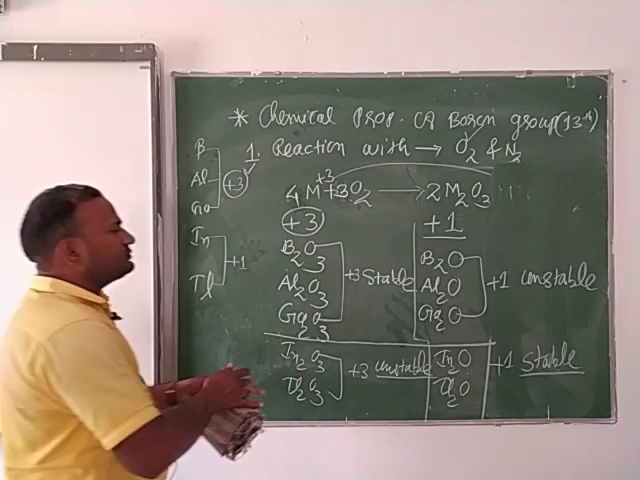 * Chemical Prop. Of Boron group (13th)
1 Reaction with → O2 & N2
B
Al
Ga
+3
In
Tl
+1
+3
4M + 3O2 → 2M2O3
+3
B2O3
Al2O3
Ga2O3
+3 Stable
+1
B2O
Al2O
Ga2O
+1 unstable
In2O3
Tl2O3
+3 unstable
In2O
Tl2O
+1 stable